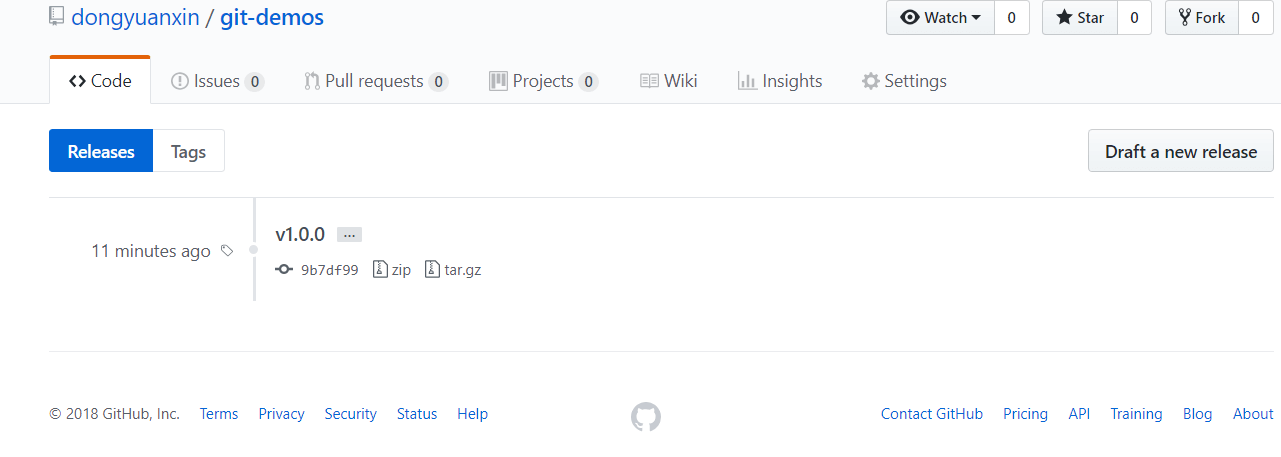 dongyuanxin / git-demos Watch 0 Star 0 Fork 0
Code Issues 0 Pull requests 0 Projects 0 Wiki Insights Settings
Releases Tags Draft a new release
v1.0.0 ...
11 minutes ago
9b7df99 zip tar.gz
© 2018 GitHub, Inc. Terms Privacy Security Status Help Contact GitHub Pricing API Training Blog About